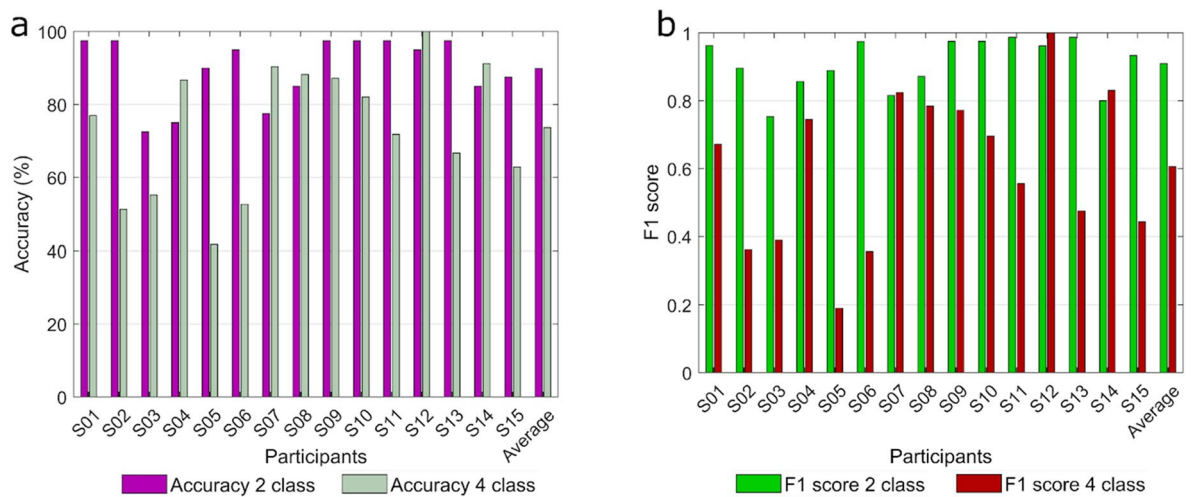 a
Accuracy (%)
100
80
60
40
20
0
S01 S02 S03 S04 S05 S06 S07 S08 S09 S10 S11 S12 S13 S14 S15 Average
Participants
Accuracy 2 class Accuracy 4 class
b
F1 score
1
0.8
0.6
0.4
0.2
0
S01 S02 S03 S04 S05 S06 S07 S08 S09 S10 S11 S12 S13 S14 S15 Average
Participants
F1 score 2 class F1 score 4 class